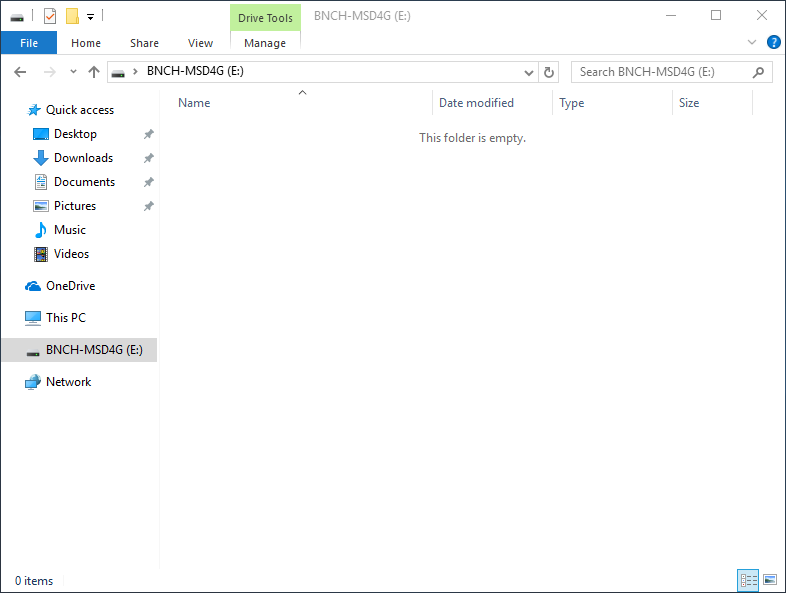 Drive Tools
BNCH-MSD4G (E:)
File
Home
Share
View
Manage
BNCH-MSD4G (E:)
Search BNCH-MSD4G (E:)
Name
Date modified
Type
Size
This folder is empty.
Quick access
Desktop
Downloads
Documents
Pictures
Music
Videos
OneDrive
This PC
BNCH-MSD4G (E:)
Network
0 items